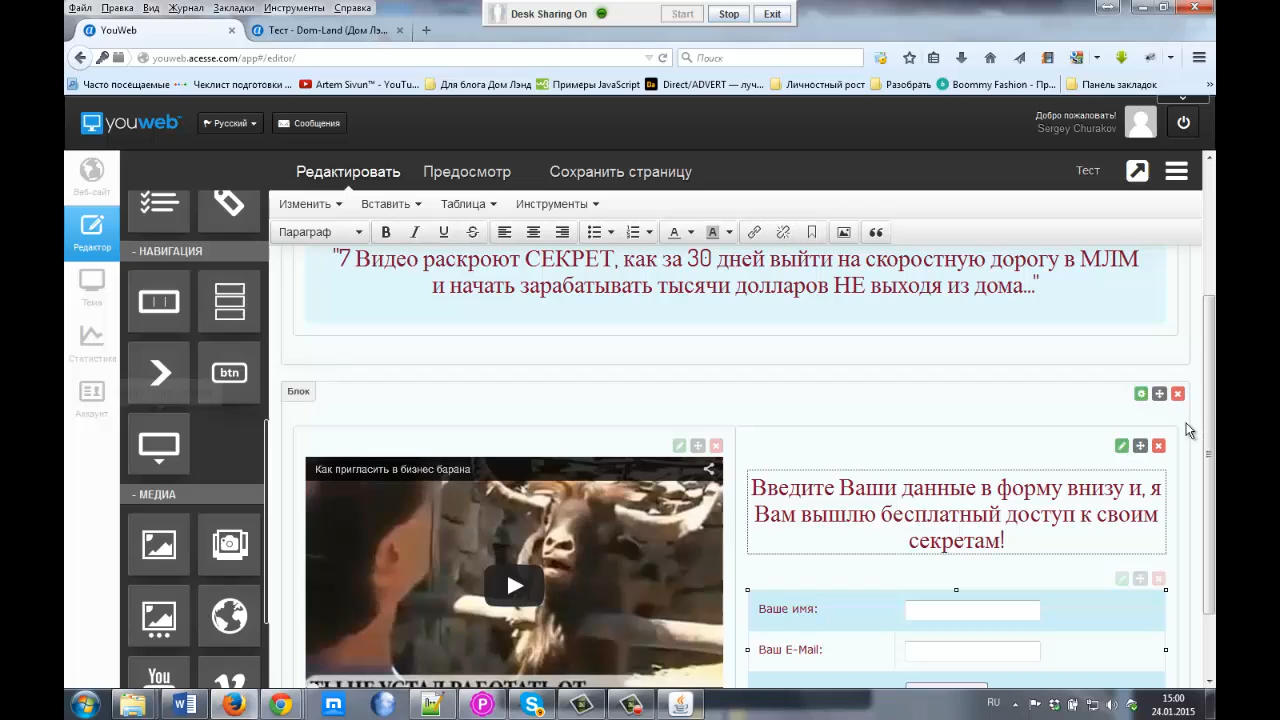 Файл Правка Вид Журнал Закладки Инструменты Справка
Desk Sharing On Start Stop Exit
YouWeb
Тест - Dom-Land (Дом Лэ...
youweb.acesse.com/app#/editor/
Поиск
Часто посещаемые
Чеклист подготовки ...
Artem Sivun™ - YouTu...
Для блога Дом Лэнд
Примеры JavaScript
Direct/ADVERT — луч...
Личностный рост
Разобрать
Boommy Fashion - Пр...
Панель закладок
youweb
Русский
Сообщения
Добро пожаловать!
Sergey Churakov
Веб-сайт
Редактировать Предосмотр Сохранить страницу
Тест
Изменить Вставить Таблица Инструменты
Параграф
Редактор
- НАВИГАЦИЯ
"7 Видео раскроют СЕКРЕТ, как за 30 дней выйти на скоростную дорогу в МЛМ
и начать зарабатывать тысячи долларов НЕ выходя из дома..."
Тема
Статистика
btn
Аккаунт
Блок
- МЕДИА
Как пригласить в бизнес барана
Введите Ваши данные в форму внизу и, я
Вам вышлю бесплатный доступ к своим
секретам!
Ваше имя:
Ваш E-Mail:
You
RU
15:00
24.01.2015